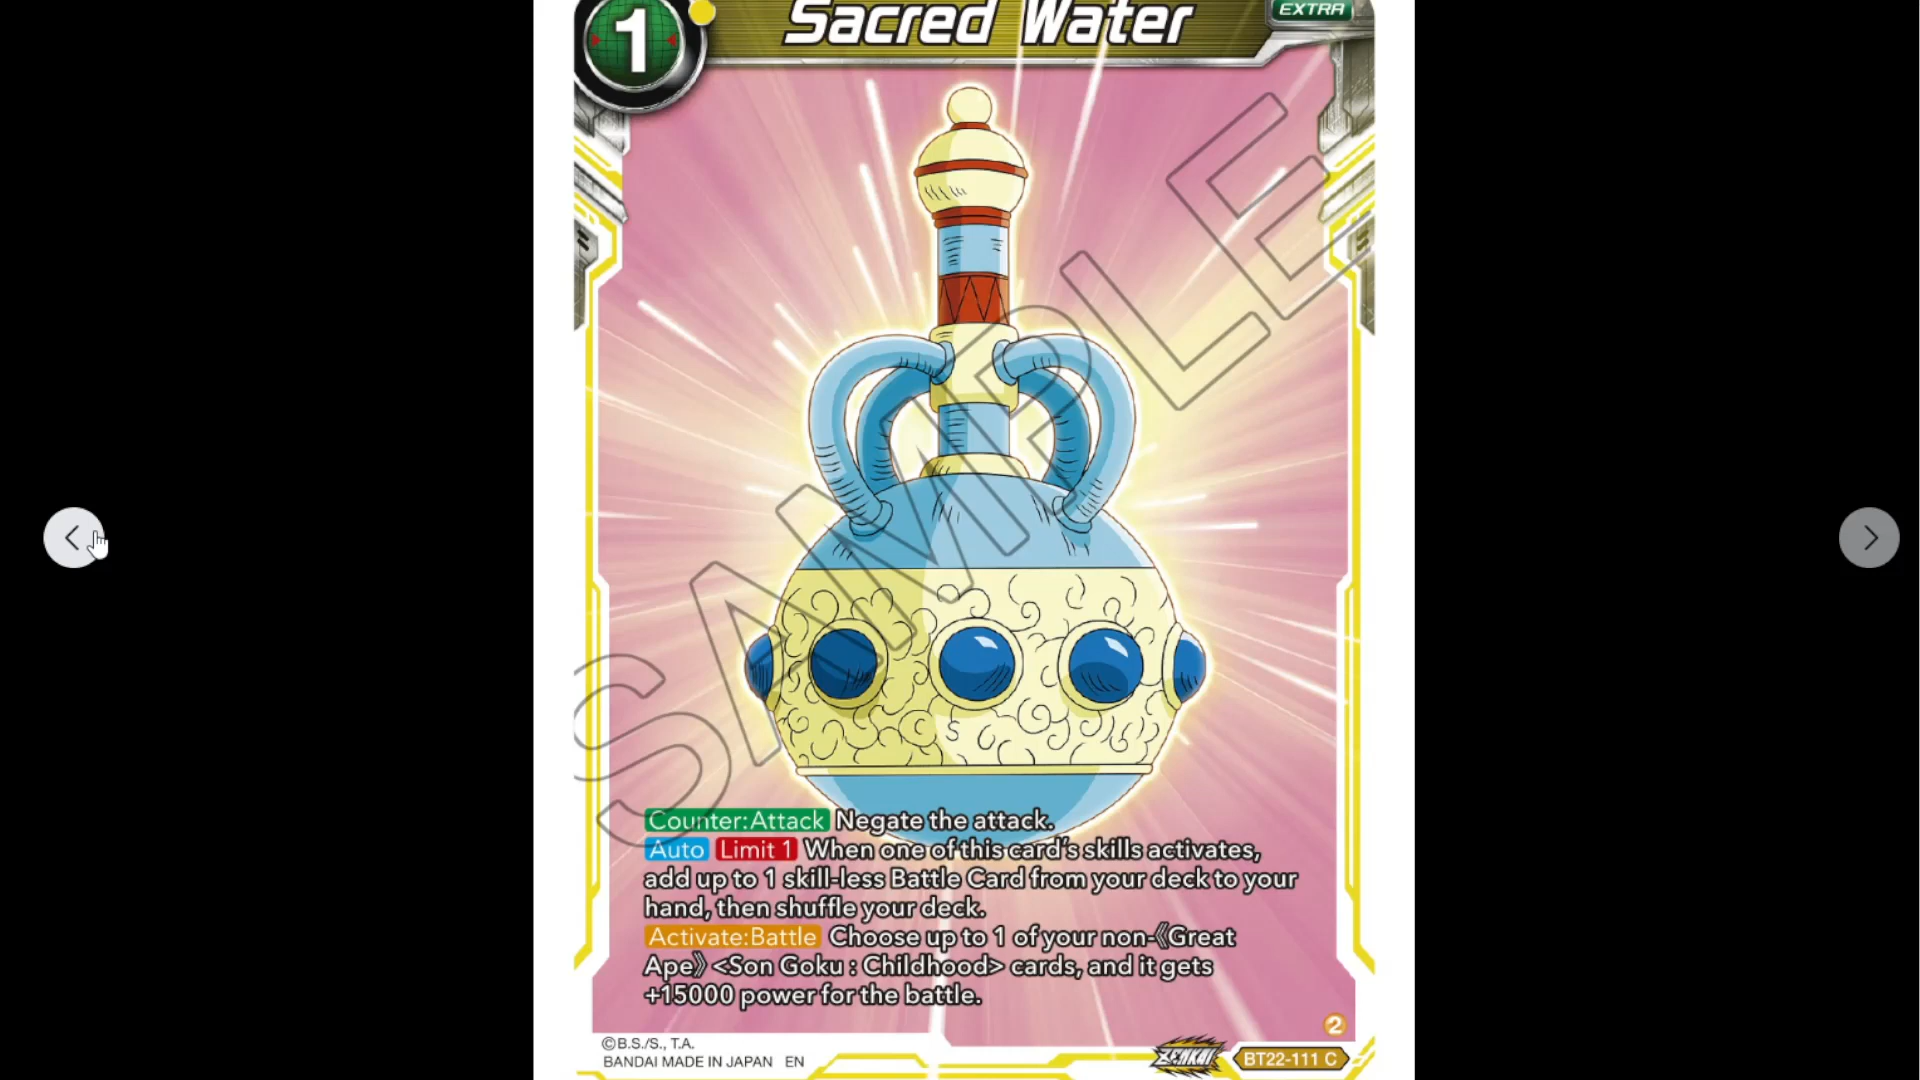 1
Sacred Water
EXTRA
SAMPLE
Counter:Attack Negate the attack.
Auto Limit 1 When one of this card's skills activates,
add up to 1 skill-less Battle Card from your deck to your
hand, then shuffle your deck.
Activate:Battle Choose up to 1 of your non-《Great
Ape》 <Son Goku : Childhood> cards, and it gets
+15000 power for the battle.
2
©B.S./S., T.A.
BANDAI MADE IN JAPAN EN
ZENKAI
BT22-111 C